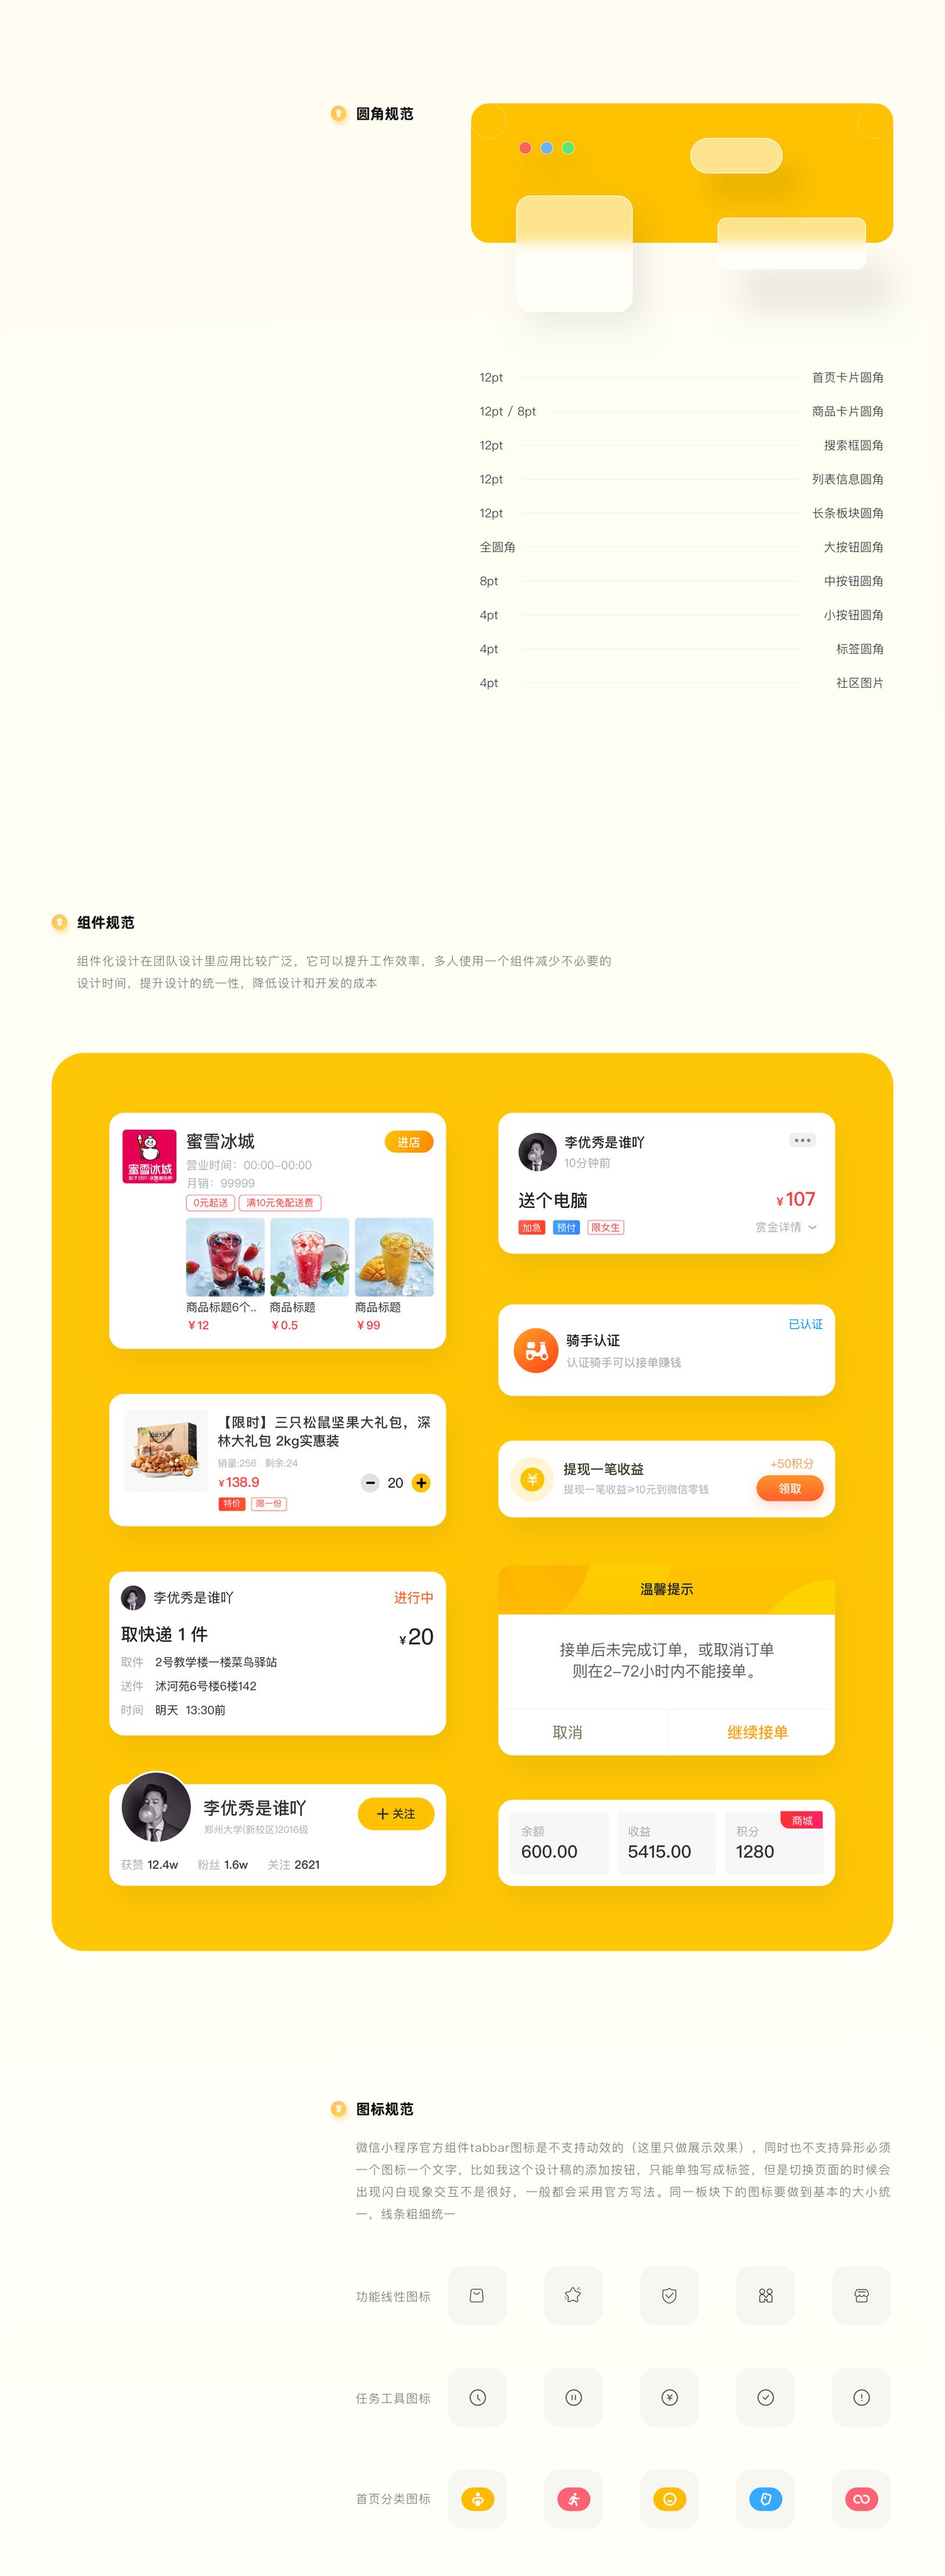 圆角规范
12pt 首页卡片圆角
12pt / 8pt 商品卡片圆角
12pt 搜索框圆角
12pt 列表信息圆角
12pt 长条板块圆角
全圆角 大按钮圆角
8pt 中按钮圆角
4pt 小按钮圆角
4pt 标签圆角
4pt 社区图片
组件规范
组件化设计在团队设计里应用比较广泛，它可以提升工作效率，多人使用一个组件减少不必要的
设计时间，提升设计的统一性，降低设计和开发的成本
蜜雪冰城
蜜雪冰城
进店
营业时间：00:00-00:00
月销：99999
0元起送 满10元免配送费
商品标题6个.. 商品标题 商品标题
¥12 ¥0.5 ¥99
【限时】三只松鼠坚果大礼包，深
林大礼包 2kg实惠装
销量:256 剩余:24
¥138.9
20
特价 限一份
李优秀是谁吖 进行中
取快递 1 件 ¥20
取件 2号教学楼一楼菜鸟驿站
送件 沭河苑6号楼6楼142
时间 明天 13:30前
李优秀是谁吖
关注
郑州大学(新校区)2016级
获赞 12.4w 粉丝 1.6w 关注 2621
李优秀是谁吖
10分钟前
送个电脑 ¥107
加急 预付 限女生 赏金详情
已认证
骑手认证
认证骑手可以接单赚钱
+50积分
提现一笔收益
提现一笔收益≥10元到微信零钱
领取
温馨提示
接单后未完成订单，或取消订单
则在2-72小时内不能接单。
取消 继续接单
商城
余额 收益 积分
600.00 5415.00 1280
图标规范
微信小程序官方组件tabbar图标是不支持动效的（这里只做展示效果），同时也不支持异形必须
一个图标一个文字，比如我这个设计稿的添加按钮，只能单独写成标签，但是切换页面的时候会
出现闪白现象交互不是很好，一般都会采用官方写法。同一板块下的图标要做到基本的大小统
一，线条粗细统一
功能线性图标
任务工具图标
首页分类图标